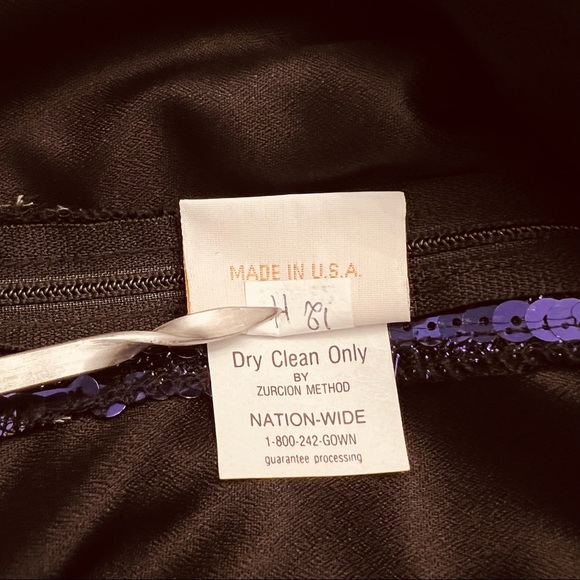 MADE IN U.S.A.
Dry Clean Only
BY
ZURCION METHOD
NATION-WIDE
1-800-242-GOWN
guarantee processing